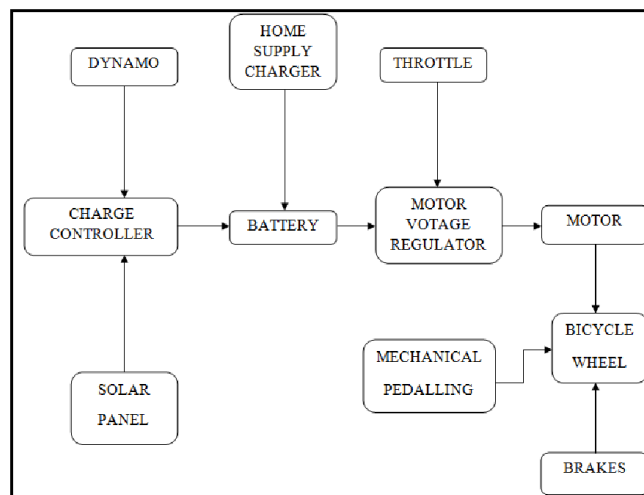 HOME
SUPPLY
CHARGER
DYNAMO
THROTTLE
CHARGE
CONTROLLER
BATTERY
MOTOR
VOTAGE
REGULATOR
MOTOR
MECHANICAL
PEDALLING
BICYCLE
WHEEL
SOLAR
PANEL
BRAKES